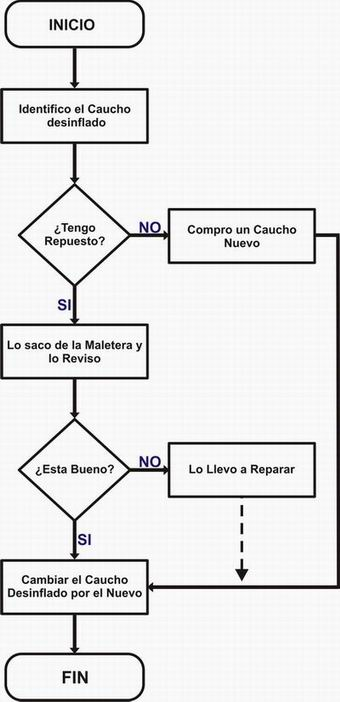 INICIO
Identifico el Caucho
desinflado
¿Tengo
Repuesto?
NO
Compro un Caucho
Nuevo
SI
Lo saco de la Maletera y
lo Reviso
¿Esta Bueno?
NO
Lo Llevo a Reparar
SI
Cambiar el Caucho
Desinflado por el Nuevo
FIN